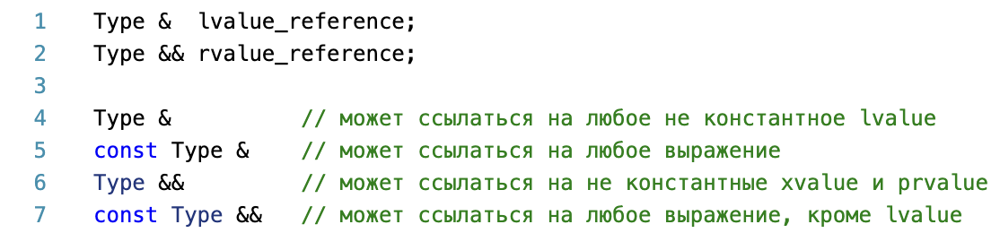 1 Type &  lvalue_reference;
2 Type && rvalue_reference;
3
4 Type &          // может ссылаться на любое не константное lvalue
5 const Type &    // может ссылаться на любое выражение
6 Type &&         // может ссылаться на не константные xvalue и prvalue
7 const Type &&   // может ссылаться на любое выражение, кроме lvalue